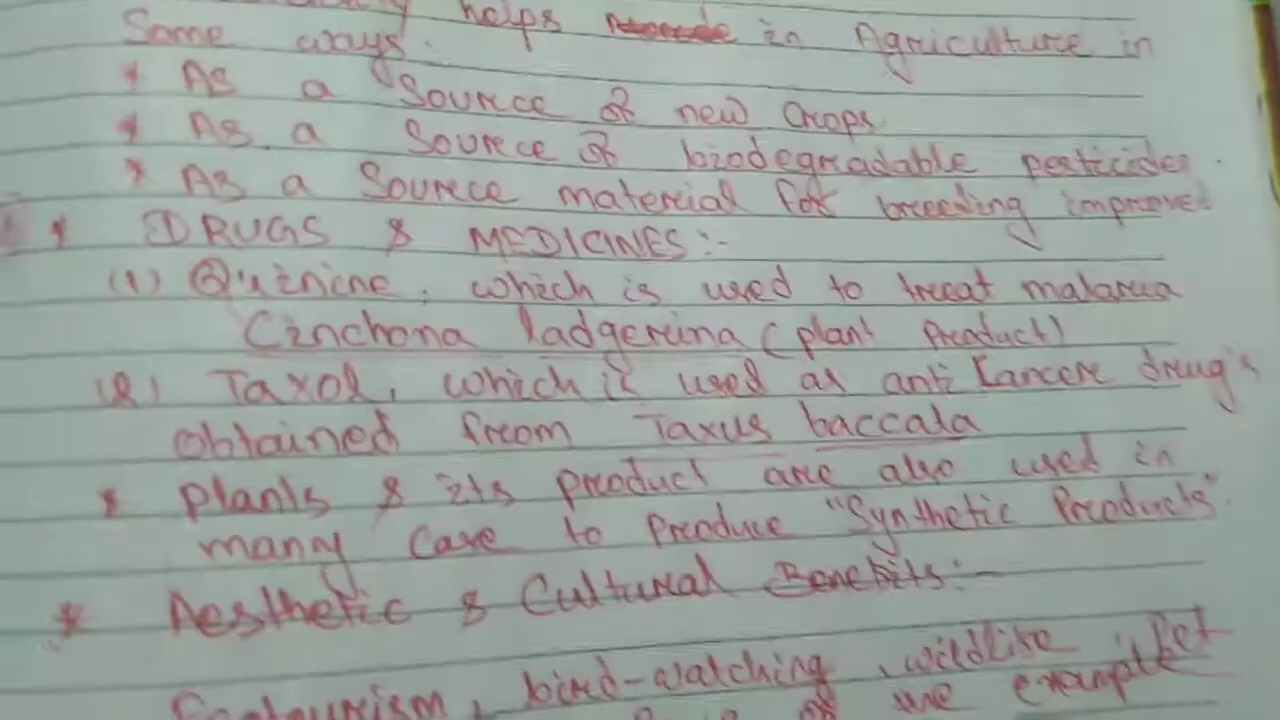 helps in Agriculture in
Same ways.
* As a Source of new Crops.
* As a Source of biodegradable pesticides.
* As a Source material for breeding improved
* DRUGS & MEDICINES:-
(1) Quinine, which is used to treat malaria
Cinchona ladgerina (plant product)
(2) Taxol, which is used as anti Cancer drug's
obtained from Taxus baccada
* plants & its product are also used in
many case to produce "Synthetic Products".
* Aesthetic & Cultural Benefits:-
Ecotourism, bird-watching, wildlife, Pet
are example